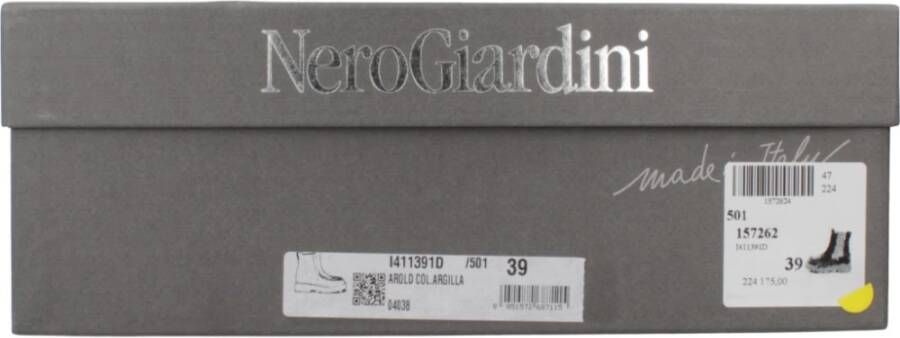 NeroGiardini
made in Italy
47
224
1572624
501
157262
I411391D
39
224 175,00
I411391D /501 39
AROLD COL.ARGILLA
04038